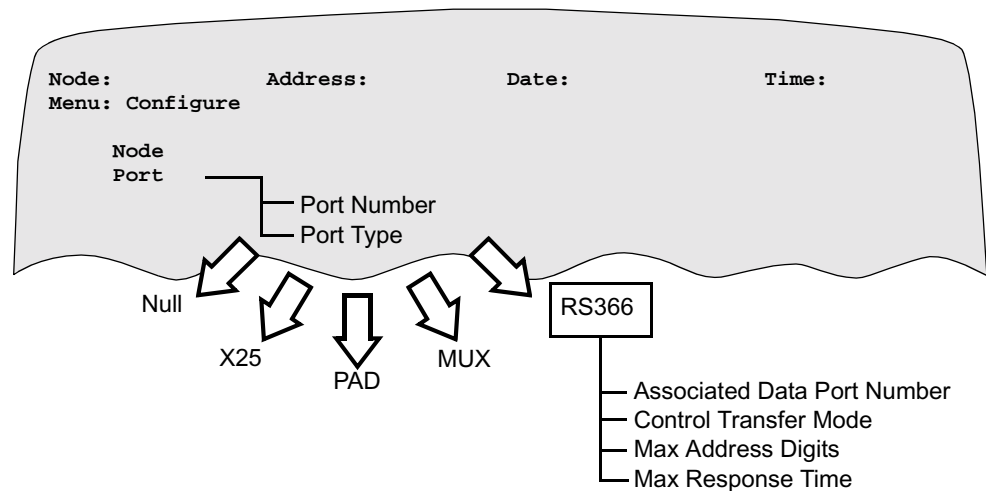 Node: Address: Date: Time:
Menu: Configure
Node
Port
Port Number
Port Type
Null
X25
PAD
MUX
RS366
Associated Data Port Number
Control Transfer Mode
Max Address Digits
Max Response Time